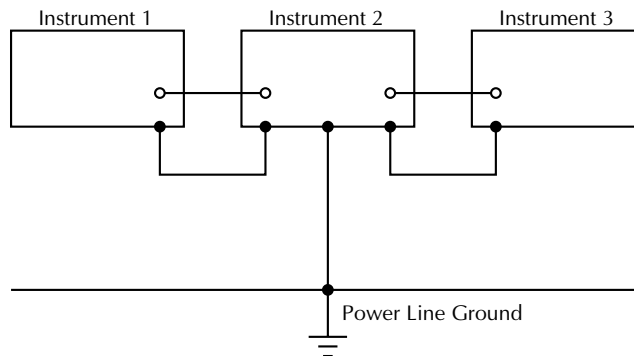 Instrument 1
Instrument 2
Instrument 3
Power Line Ground